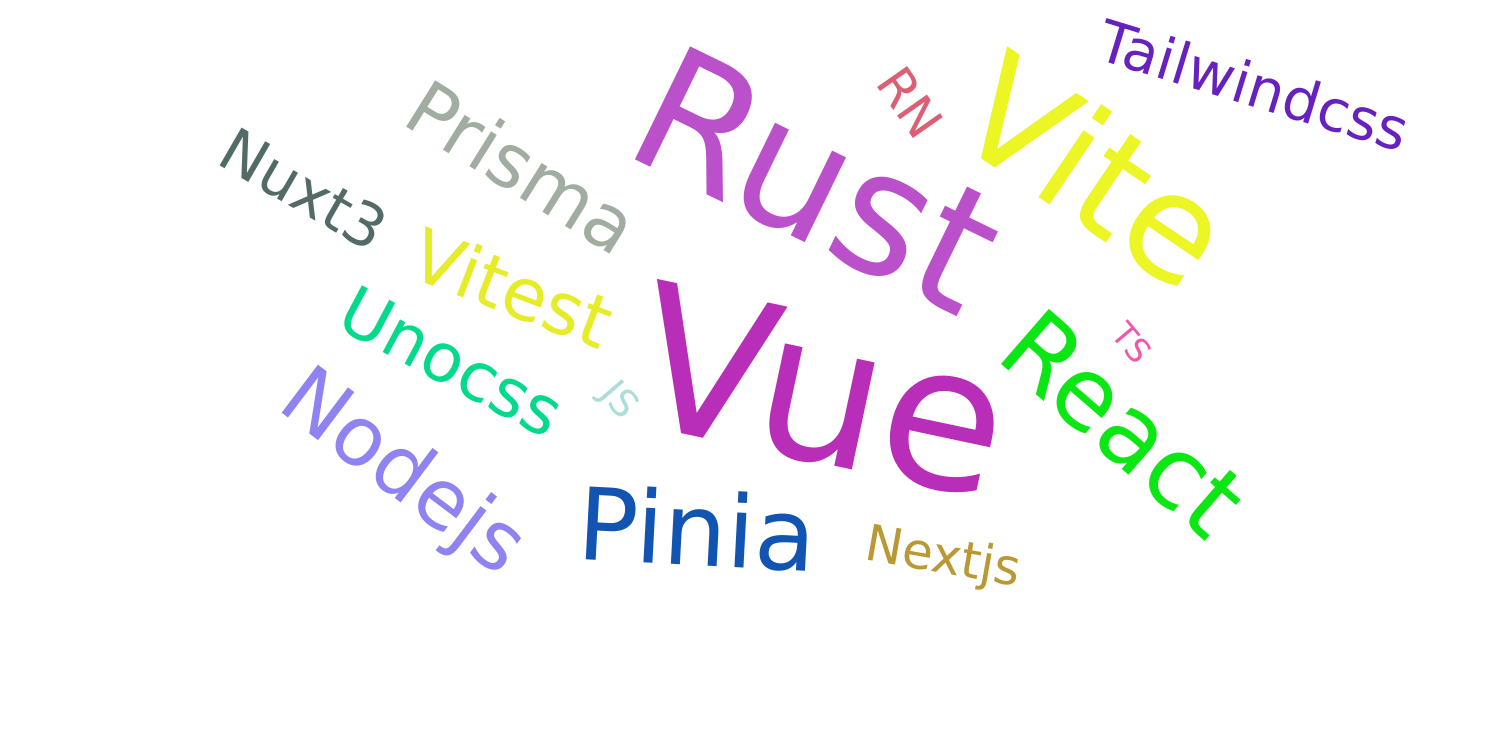 Tailwindcss
Vite
RN
Rust
Prisma
Nuxt3
Vitest
Unocss
JS
Vue
TS
React
Nodejs
Pinia
Nextjs